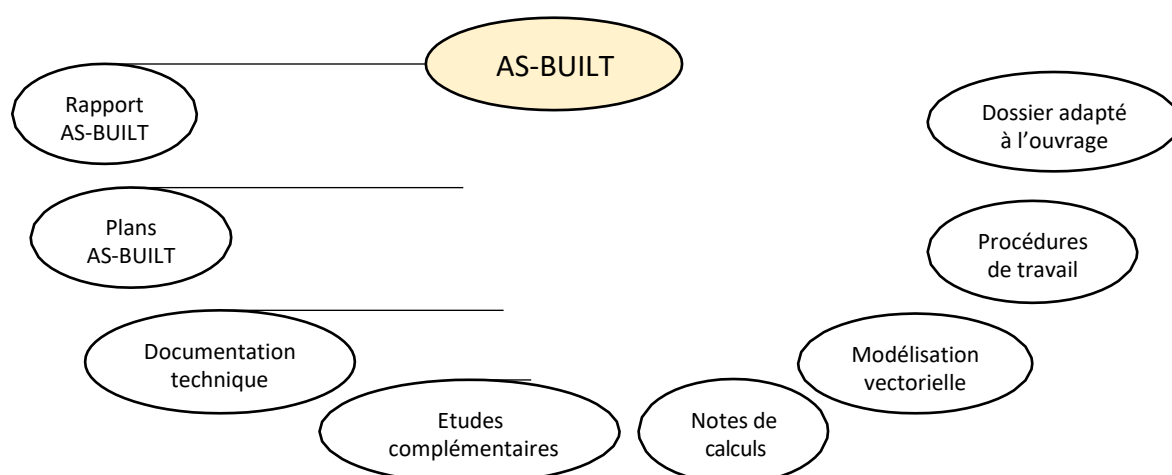 AS-BUILT
Rapport
AS-BUILT
Dossier adapté
à l’ouvrage
Plans
AS-BUILT
Procédures
de travail
Documentation
technique
Modélisation
vectorielle
Etudes
complémentaires
Notes de
calculs